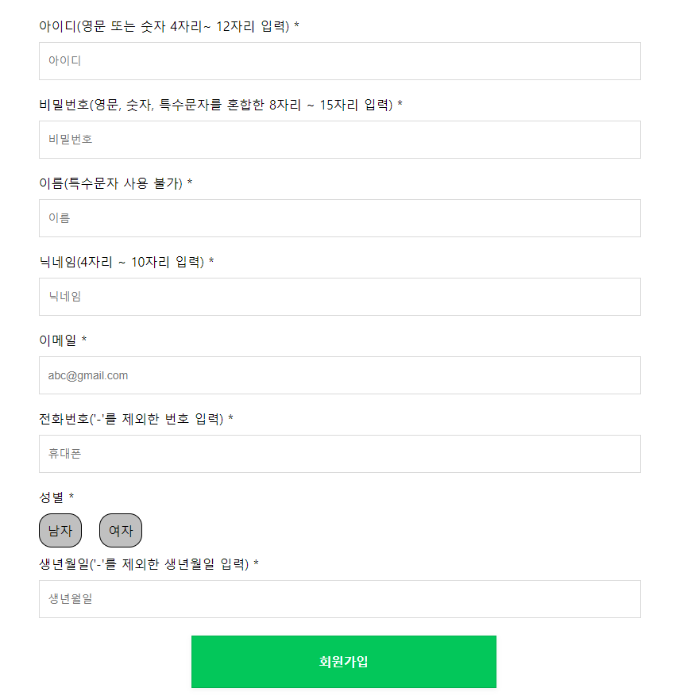 아이디(영문 또는 숫자 4자리~ 12자리 입력) *
아이디
비밀번호(영문, 숫자, 특수문자를 혼합한 8자리 ~ 15자리 입력) *
비밀번호
이름(특수문자 사용 불가) *
이름
닉네임(4자리 ~ 10자리 입력) *
닉네임
이메일 *
abc@gmail.com
전화번호('-'를 제외한 번호 입력) *
휴대폰
성별 *
남자 여자
생년월일('-'를 제외한 생년월일 입력) *
생년월일
회원가입